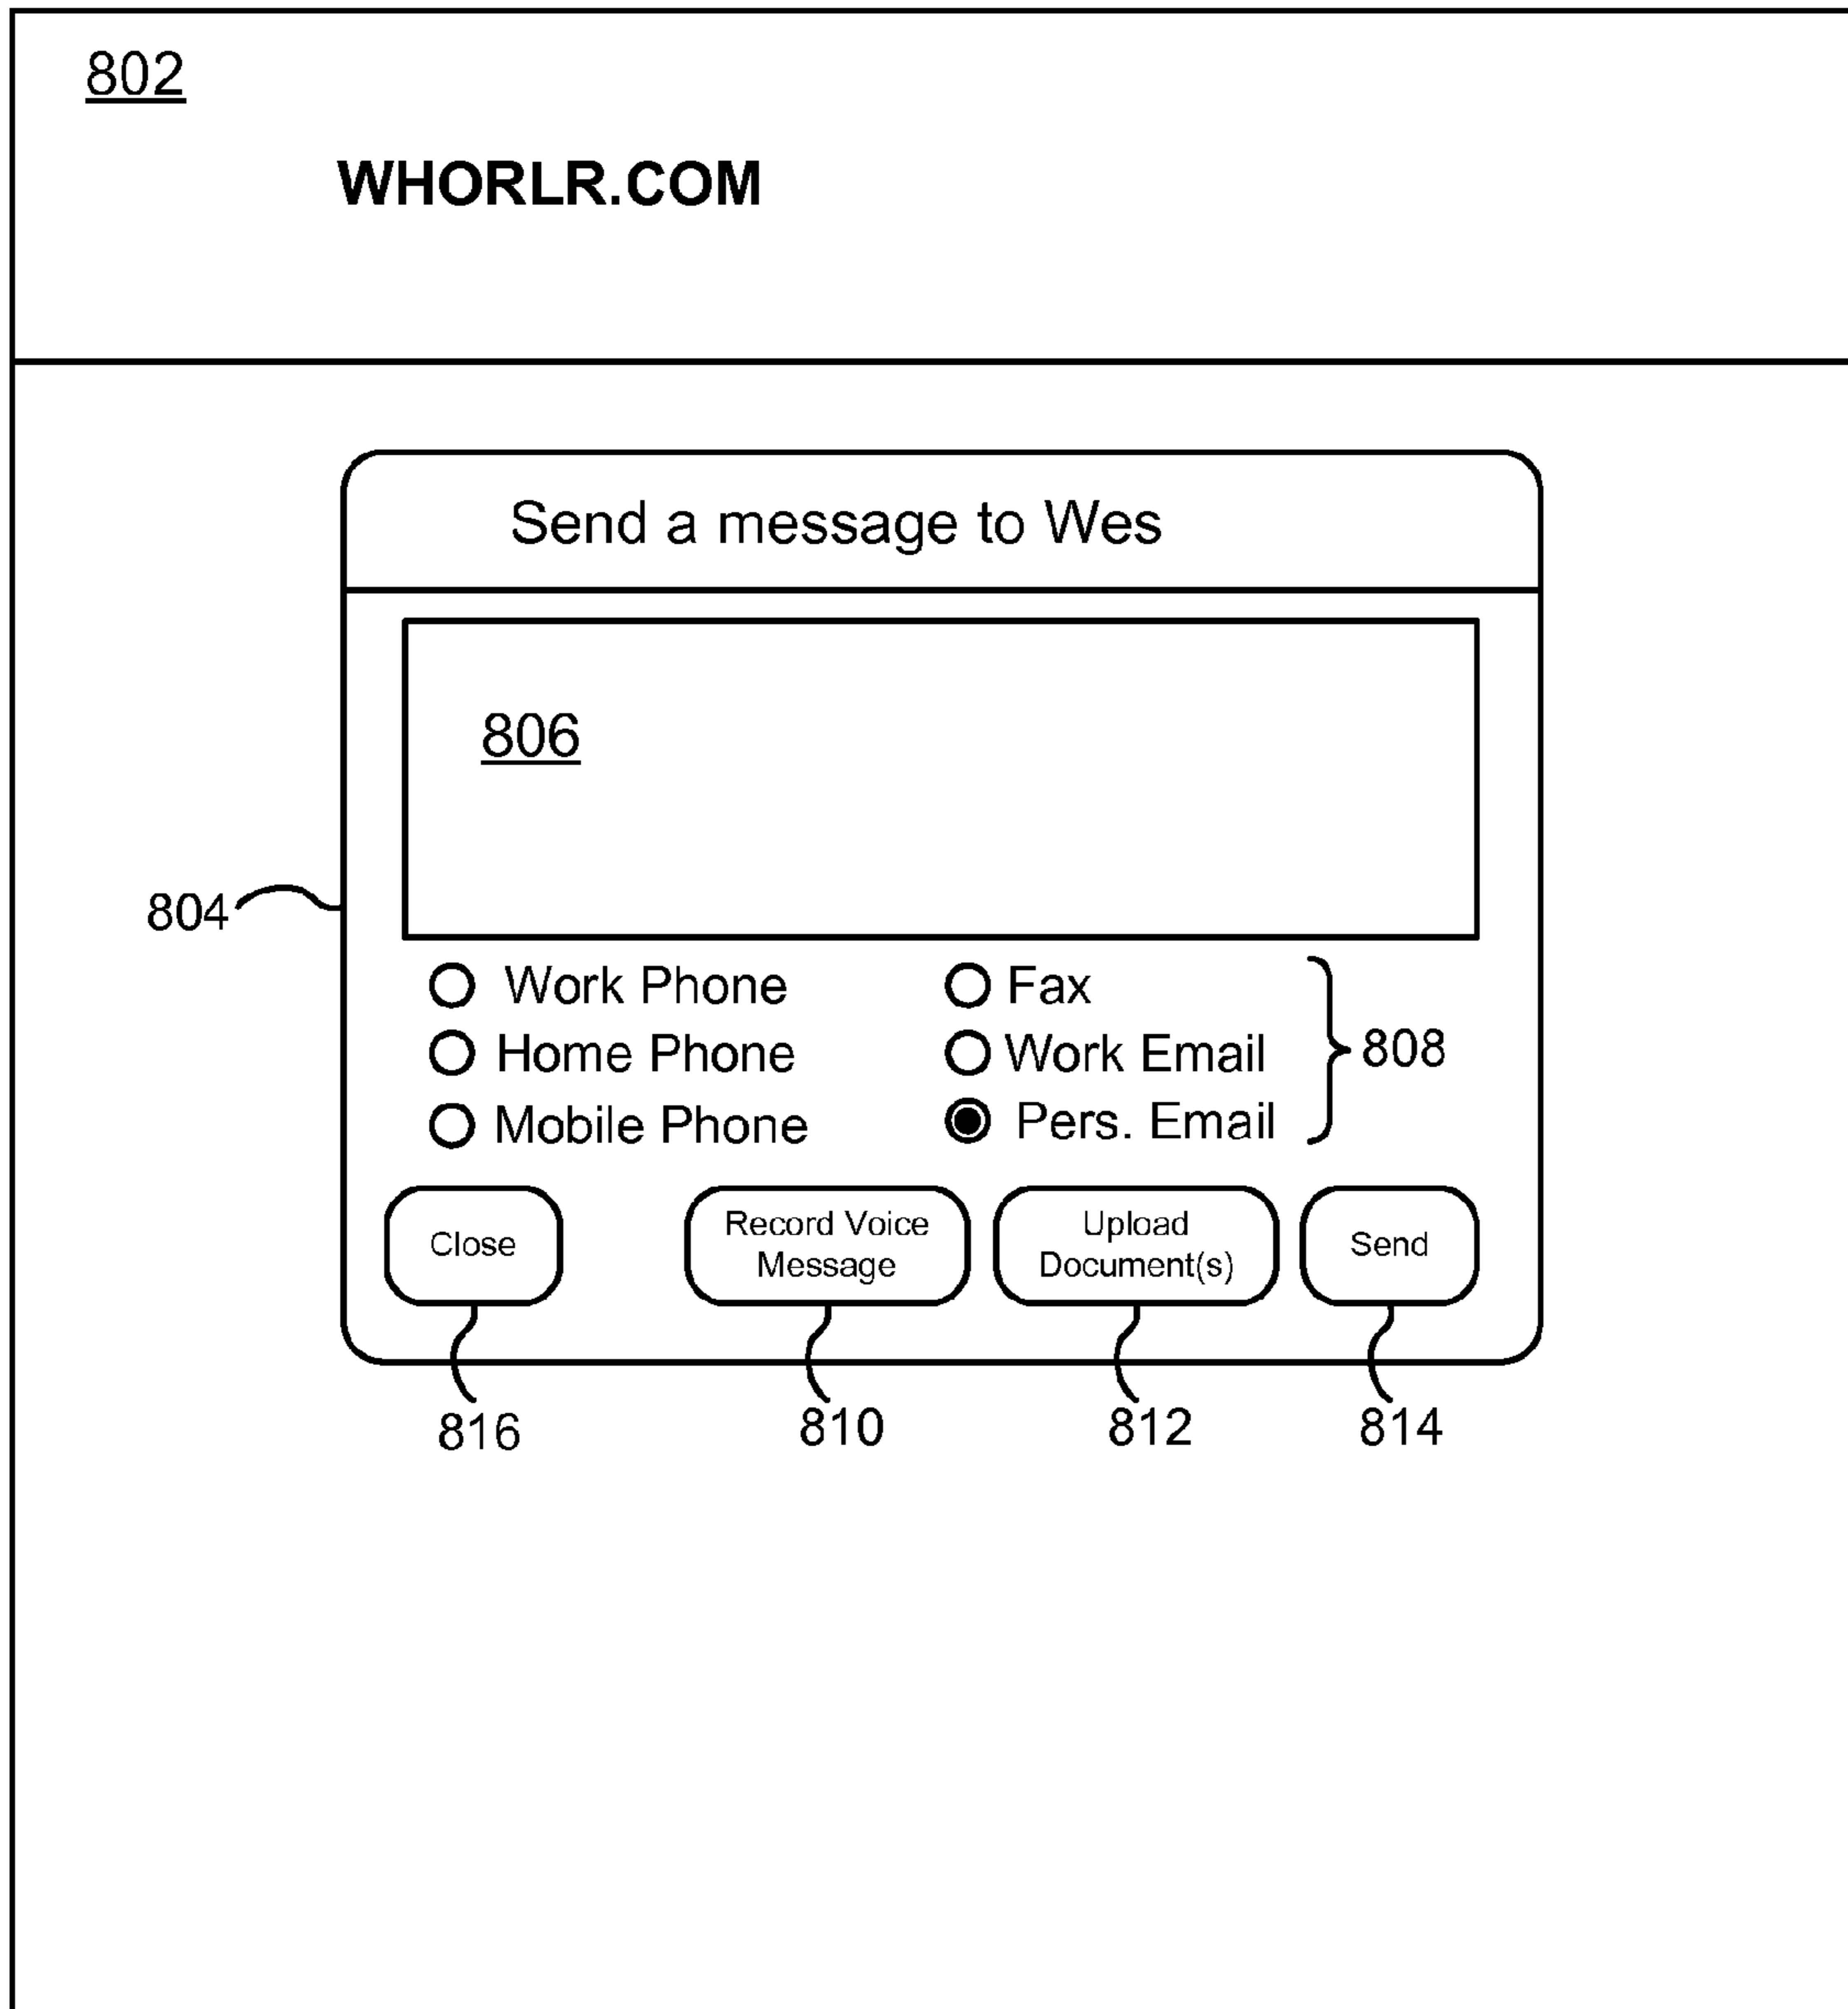 802
WHORLR.COM
Send a message to Wes
806
804
Work Phone
Fax
Home Phone
Work Email
808
Mobile Phone
Pers. Email
Close
Record Voice
Message
Upload
Document(s)
Send
816
810
812
814